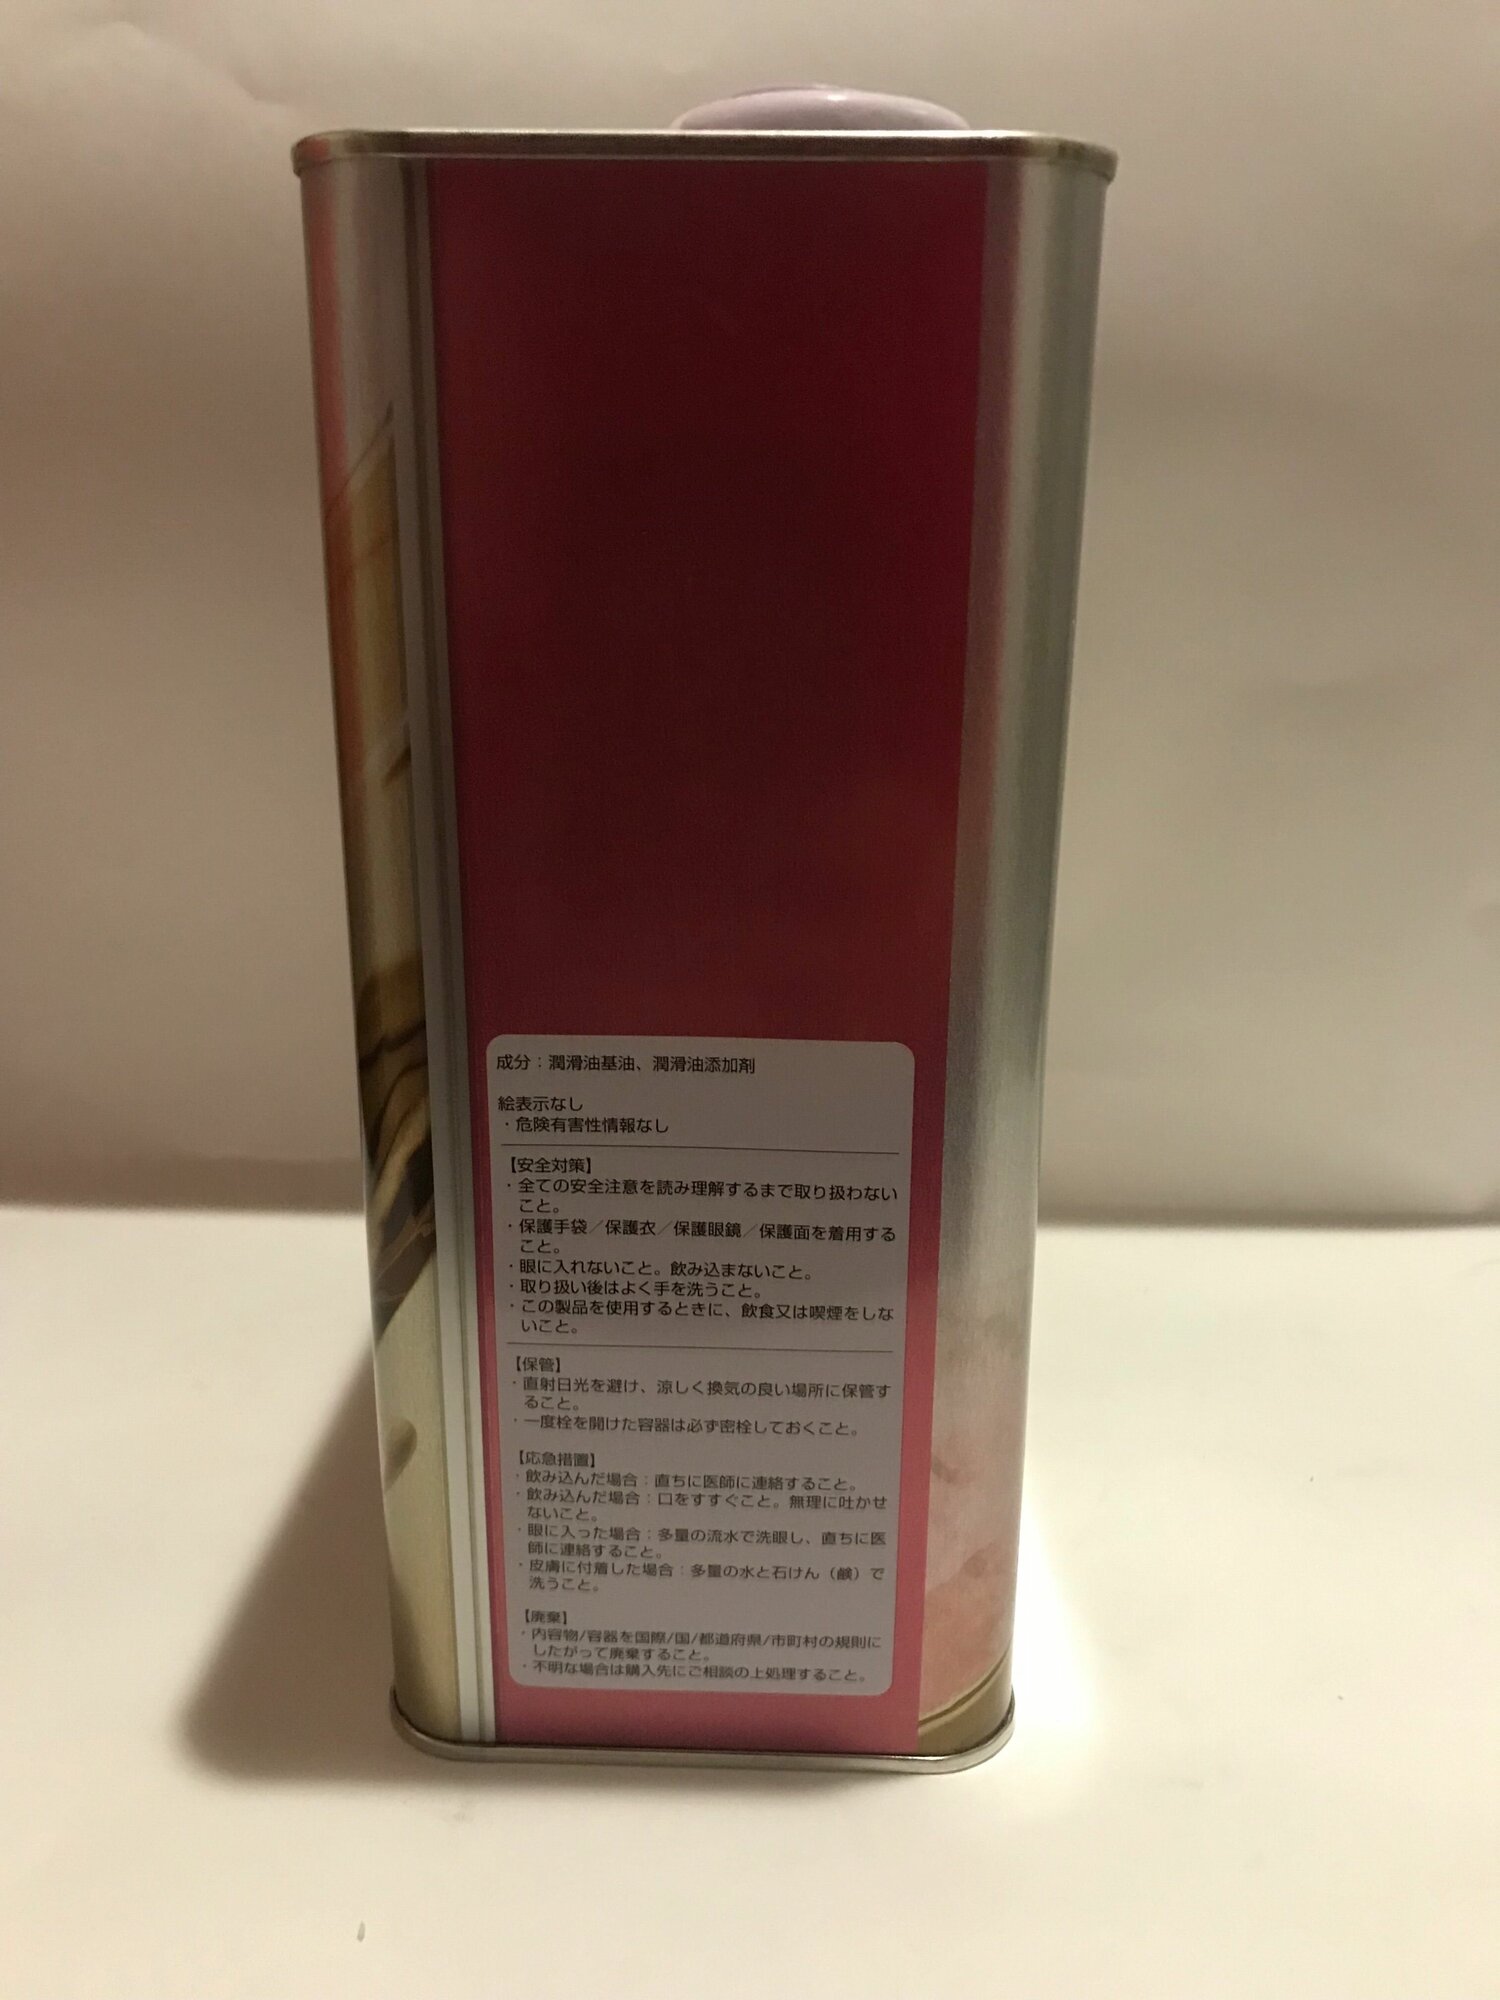 成分：潤滑油基油、潤滑油添加剤
絵表示なし
・危険有害性情報なし
【安全対策】
・全ての安全注意を読み理解するまで取り扱わない
こと。
・保護手袋／保護衣／保護眼鏡／保護面を着用する
こと。
・眼に入れないこと。飲み込まないこと。
・取り扱い後はよく手を洗うこと。
・この製品を使用するときに、飲食又は喫煙をしな
いこと。
【保管】
・直射日光を避け、涼しく換気の良い場所に保管す
ること。
・一度栓を開けた容器は必ず密栓しておくこと。
【応急措置】
・飲み込んだ場合：直ちに医師に連絡すること。
・飲み込んだ場合：口をすすぐこと。無理に吐かせ
ないこと。
・眼に入った場合：多量の流水で洗眼し、直ちに医
師に連絡すること。
・皮膚に付着した場合：多量の水と石けん（鹸）で
洗うこと。
【廃棄】
・内容物/容器を国際/国/都道府県/市町村の規則に
したがって廃棄すること。
・不明な場合は購入先にご相談の上処理すること。